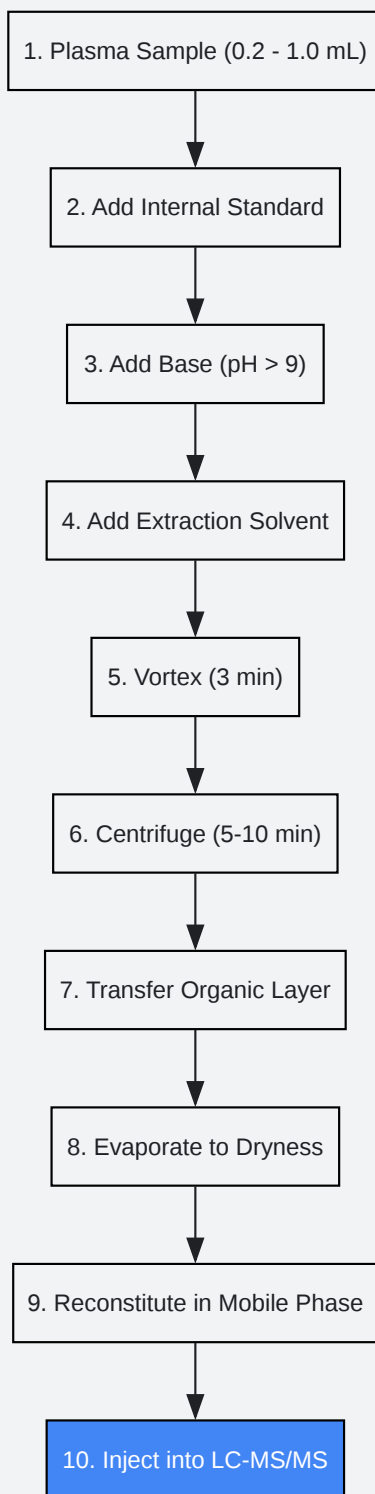 1. Plasma Sample (0.2 - 1.0 mL)
2. Add Internal Standard
3. Add Base (pH > 9)
4. Add Extraction Solvent
5. Vortex (3 min)
6. Centrifuge (5-10 min)
7. Transfer Organic Layer
8. Evaporate to Dryness
9. Reconstitute in Mobile Phase
10. Inject into LC-MS/MS